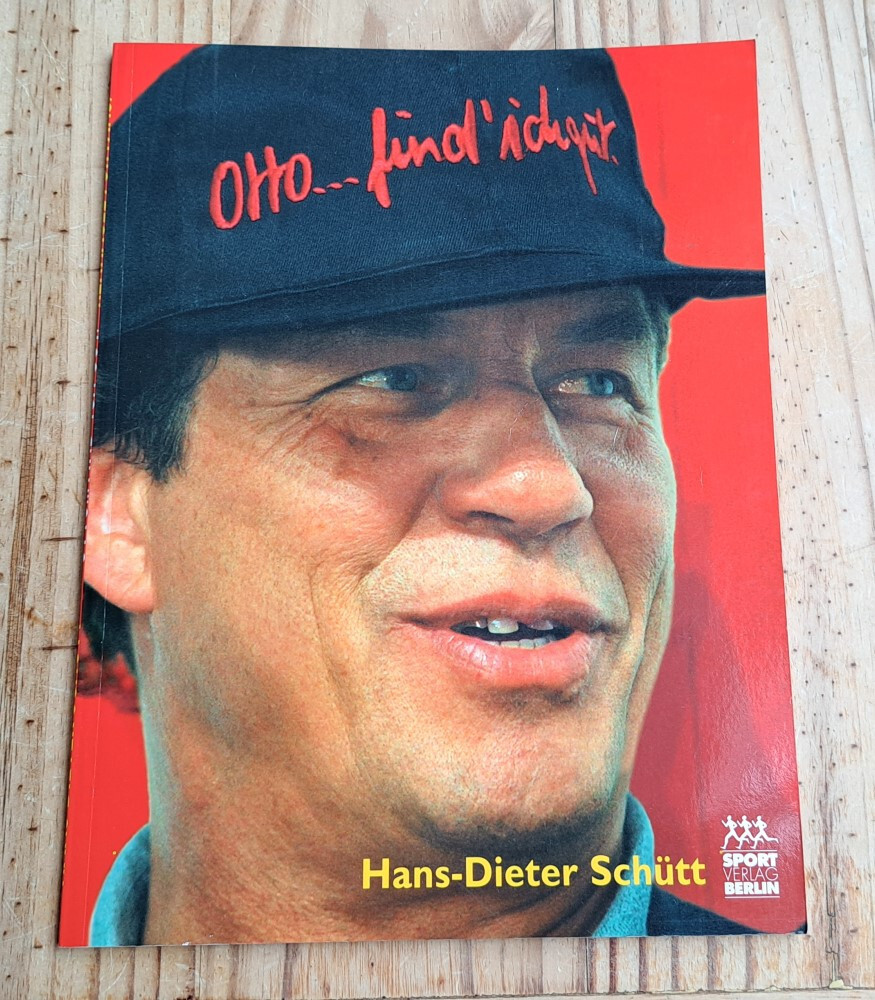 Otto... find' ich gut.
Hans-Dieter Schütt
SPORT
VERLAG
BERLIN